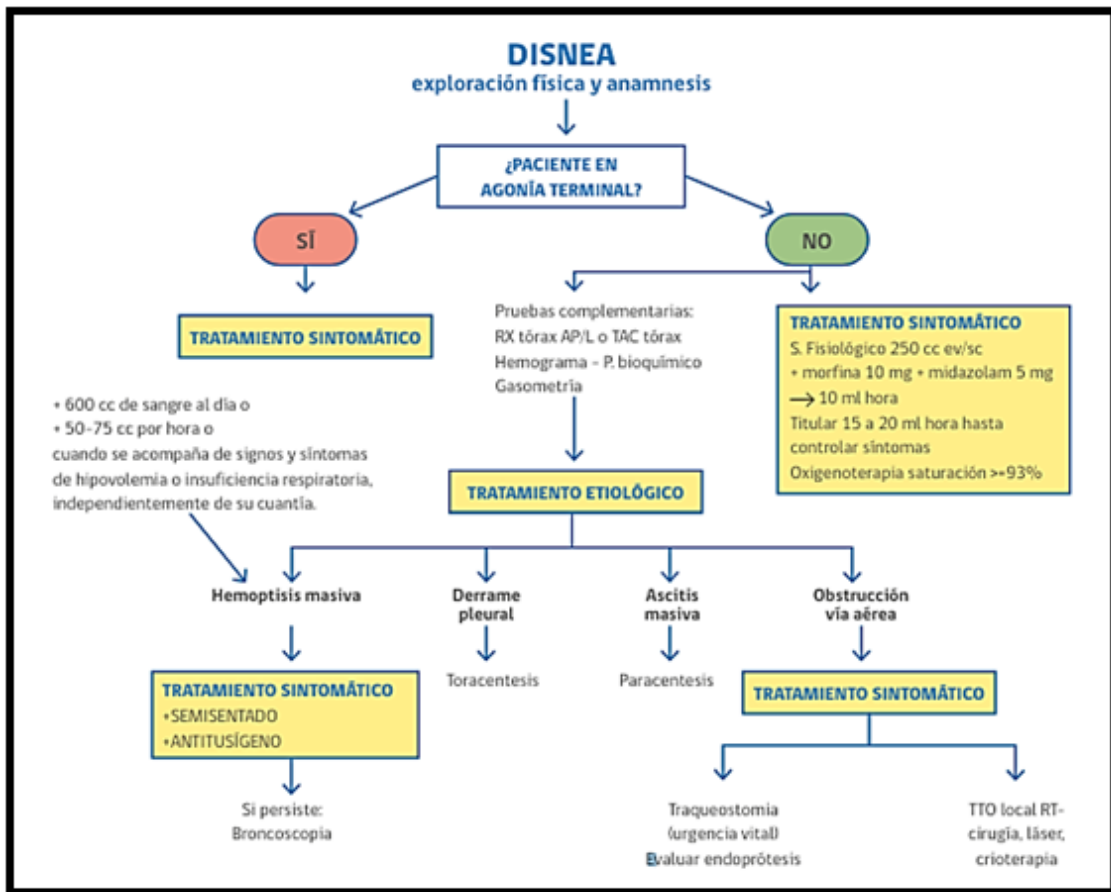 DISNEA
exploración física y anamnesis
¿PACIENTE EN
AGONÍA TERMINAL?
SÍ
NO
TRATAMIENTO SINTOMÁTICO
Pruebas complementarias:
RX tórax AP/L o TAC tórax
Hemograma - P. bioquímico
Gasometría
TRATAMIENTO SINTOMÁTICO
S. Fisiológico 250 cc ev/sc
+ morfina 10 mg + midazolam 5 mg
→ 10 ml hora
Titular 15 a 20 ml hora hasta
controlar síntomas
Oxigenoterapia saturación >=93%
+ 600 cc de sangre al día o
+ 50-75 cc por hora o
cuando se acompaña de signos y síntomas
de hipovolemia o insuficiencia respiratoria,
independientemente de su cuantía.
TRATAMIENTO ETIOLÓGICO
Hemoptisis masiva
Derrame
pleural
Ascitis
masiva
Obstrucción
vía aérea
TRATAMIENTO SINTOMÁTICO
+SEMISENTADO
+ANTITUSÍGENO
Toracentesis
Paracentesis
TRATAMIENTO SINTOMÁTICO
Si persiste:
Broncoscopia
Traqueostomia
(urgencia vital)
Evaluar endoprótesis
TTO local RT-
cirugía, láser,
crioterapia